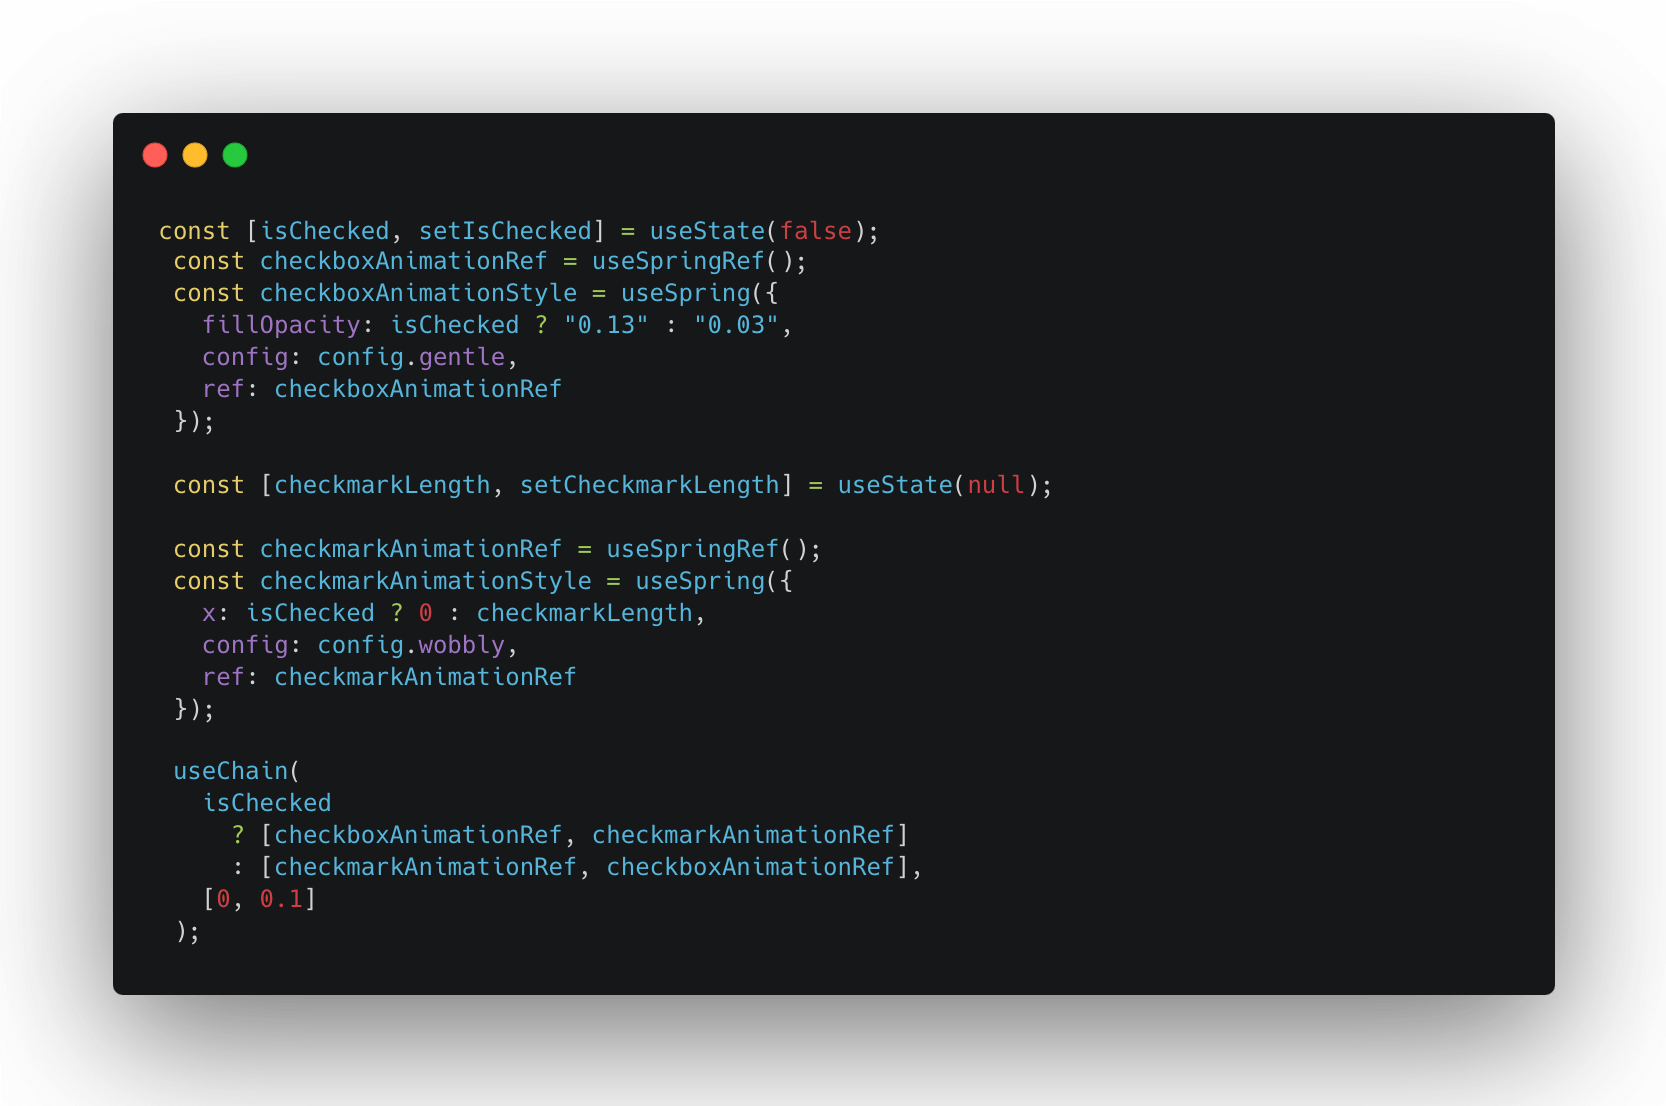 const [isChecked, setIsChecked] = useState(false);
 const checkboxAnimationRef = useSpringRef();
 const checkboxAnimationStyle = useSpring({
   fillOpacity: isChecked ? "0.13" : "0.03",
   config: config.gentle,
   ref: checkboxAnimationRef
 });

 const [checkmarkLength, setCheckmarkLength] = useState(null);

 const checkmarkAnimationRef = useSpringRef();
 const checkmarkAnimationStyle = useSpring({
   x: isChecked ? 0 : checkmarkLength,
   config: config.wobbly,
   ref: checkmarkAnimationRef
 });

 useChain(
   isChecked
     ? [checkboxAnimationRef, checkmarkAnimationRef]
     : [checkmarkAnimationRef, checkboxAnimationRef],
   [0, 0.1]
 );